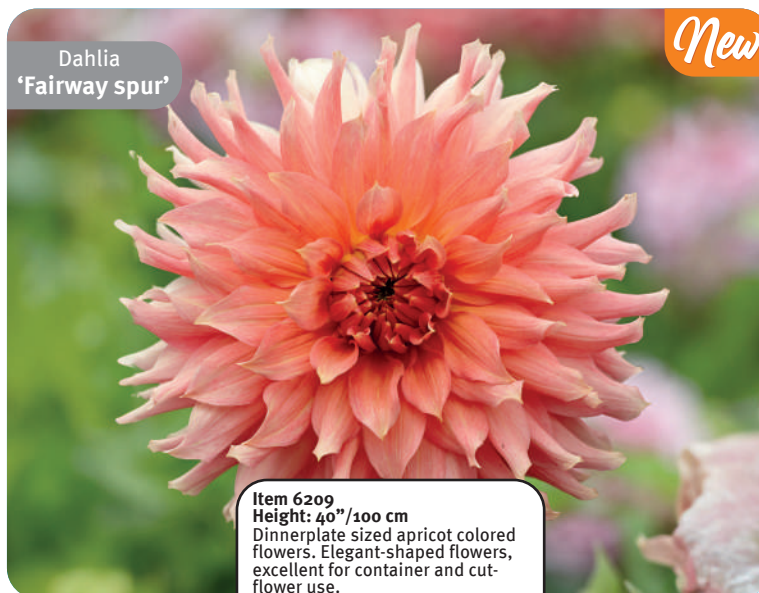 Dahlia
‘Fairway spur’
New
Item 6209
Height: 40”/100 cm
Dinnerplate sized apricot colored
flowers. Elegant-shaped flowers,
excellent for container and cut-
flower use.